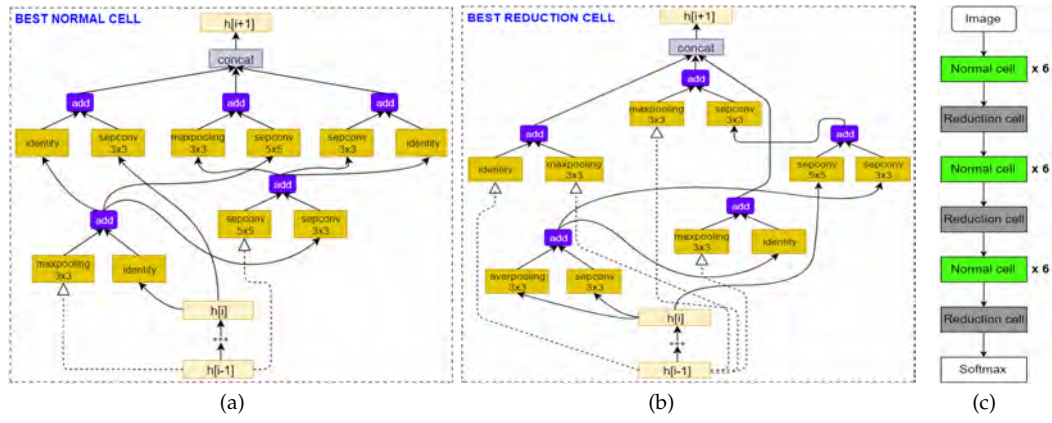 BEST NORMAL CELL
h[i+1]
concat
add
add
add
identity
sepconv
3x3
maxpooling
3x3
sepconv
5x5
sepconv
3x3
identity
add
add
sepconv
5x5
sepconv
3x3
maxpooling
3x3
identity
h[i]
h[i-1]
(a)
BEST REDUCTION CELL
h[i+1]
concat
add
maxpooling
3x3
sepconv
3x3
add
add
identity
maxpooling
3x3
sepconv
5x5
sepconv
3x3
add
add
maxpooling
3x3
identity
averpooling
3x3
sepconv
5x3
h[i]
h[i-1]
(b)
Image
Normal cell x 6
Reduction cell
Normal cell x 6
Reduction cell
Normal cell x 6
Reduction cell
Softmax
(c)